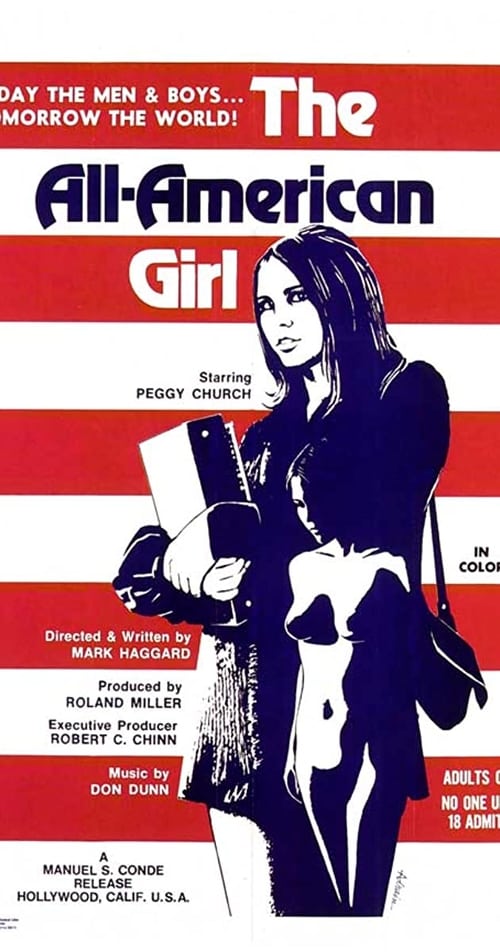 DAY THE MEN & BOYS...
MORROW THE WORLD!
The
All-American
Girl
Starring
PEGGY CHURCH
IN
COLOR
Directed & Written by
MARK HAGGARD
Produced by
ROLAND MILLER
Executive Producer
ROBERT C. CHINN
Music by
DON DUNN
ADULTS O
NO ONE U
18 ADMIT
A
MANUEL S. CONDE
RELEASE
HOLLYWOOD, CALIF. U.S.A.